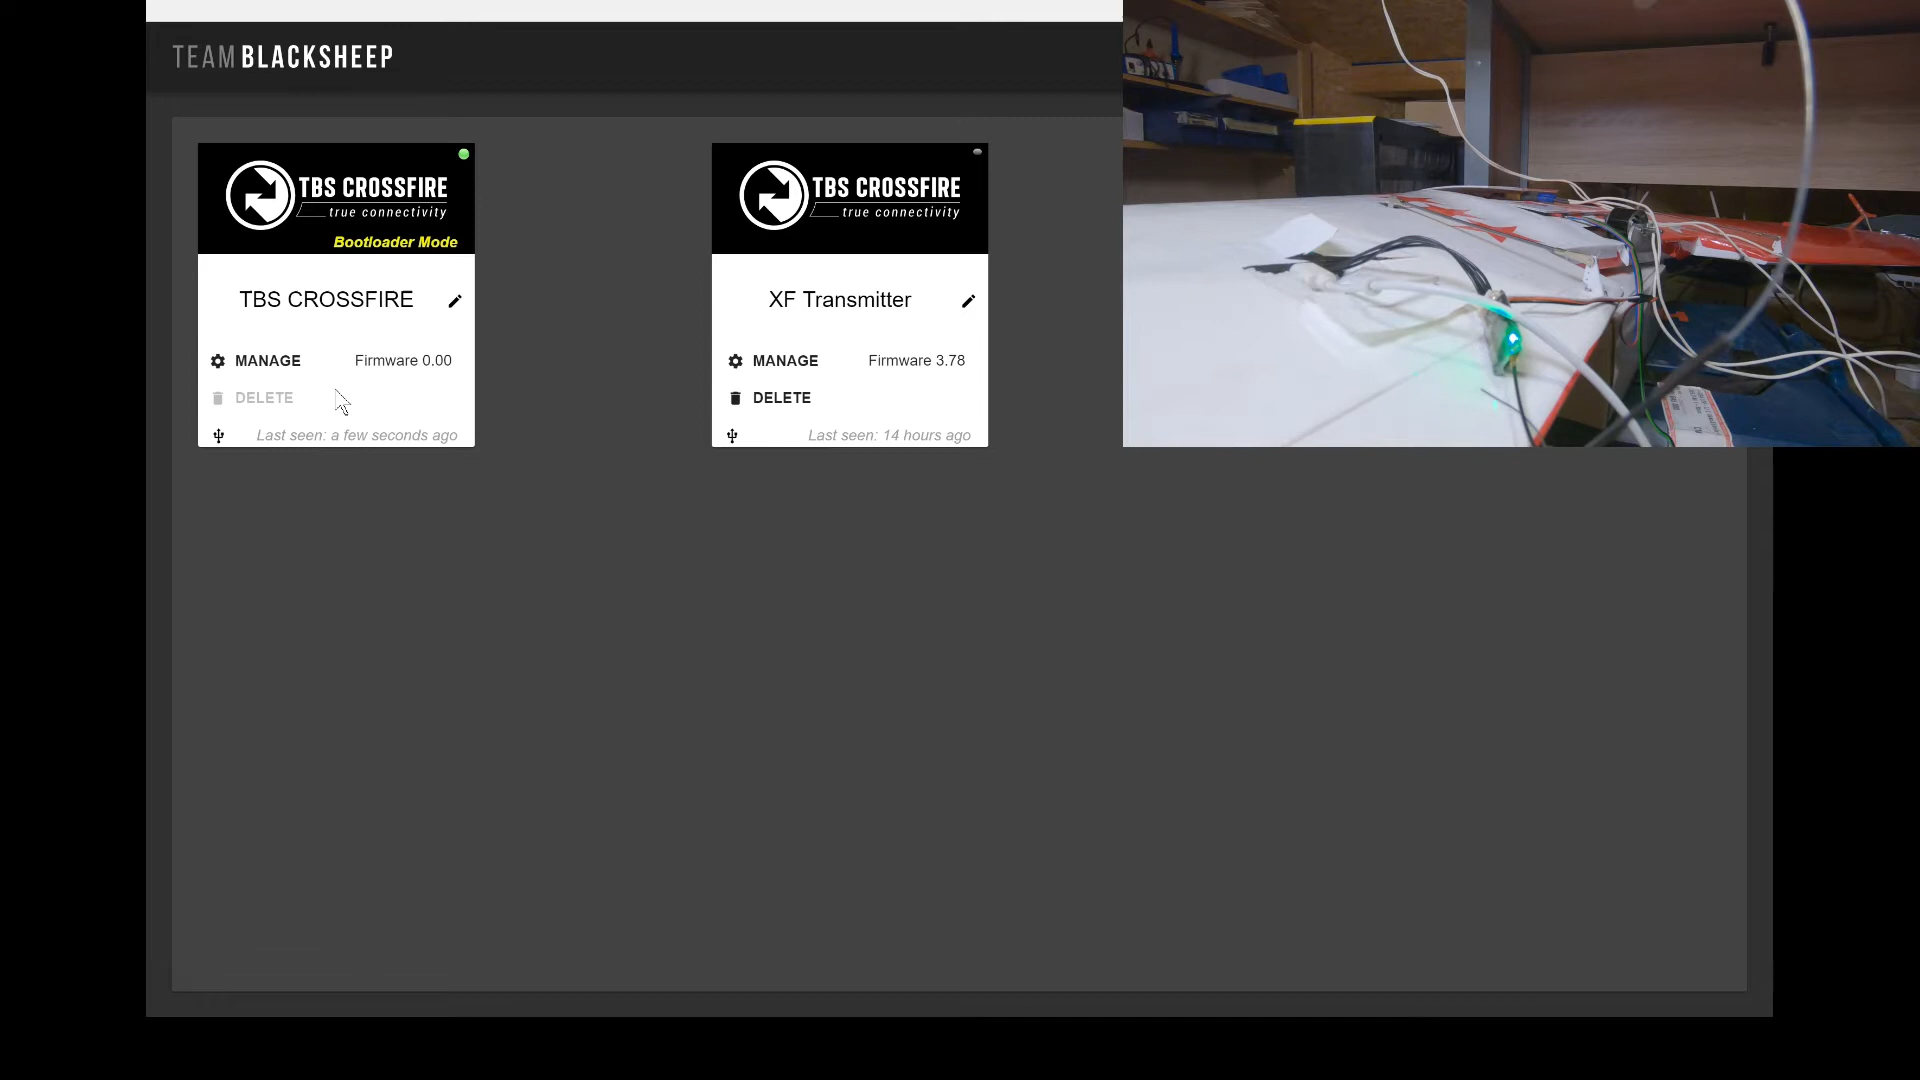 TEAM BLACKSHEEP
TBS CROSSFIRE
true connectivity
Bootloader Mode
TBS CROSSFIRE
MANAGE Firmware 0.00
DELETE
Last seen: a few seconds ago
TBS CROSSFIRE
true connectivity
XF Transmitter
MANAGE Firmware 3.78
DELETE
Last seen: 14 hours ago